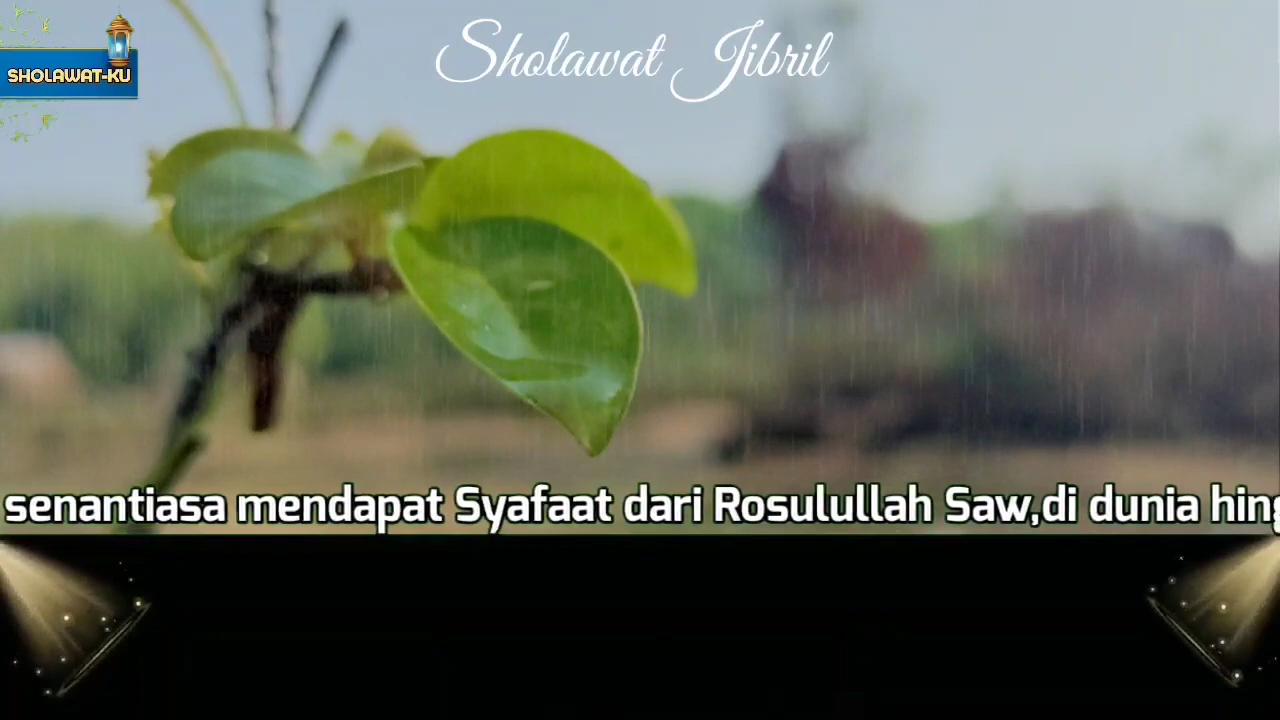 Sholawat Jibril
SHOLAWAT-KU
senantiasa mendapat Syafaat dari Rosulullah Saw,di dunia